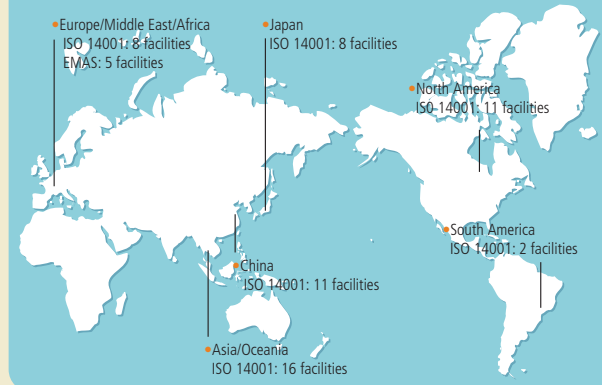 Europe/Middle East/Africa
ISO 14001: 8 facilities
EMAS: 5 facilities
Japan
ISO 14001: 8 facilities
North America
ISO 14001: 11 facilities
South America
ISO 14001: 2 facilities
China
ISO 14001: 11 facilities
Asia/Oceania
ISO 14001: 16 facilities